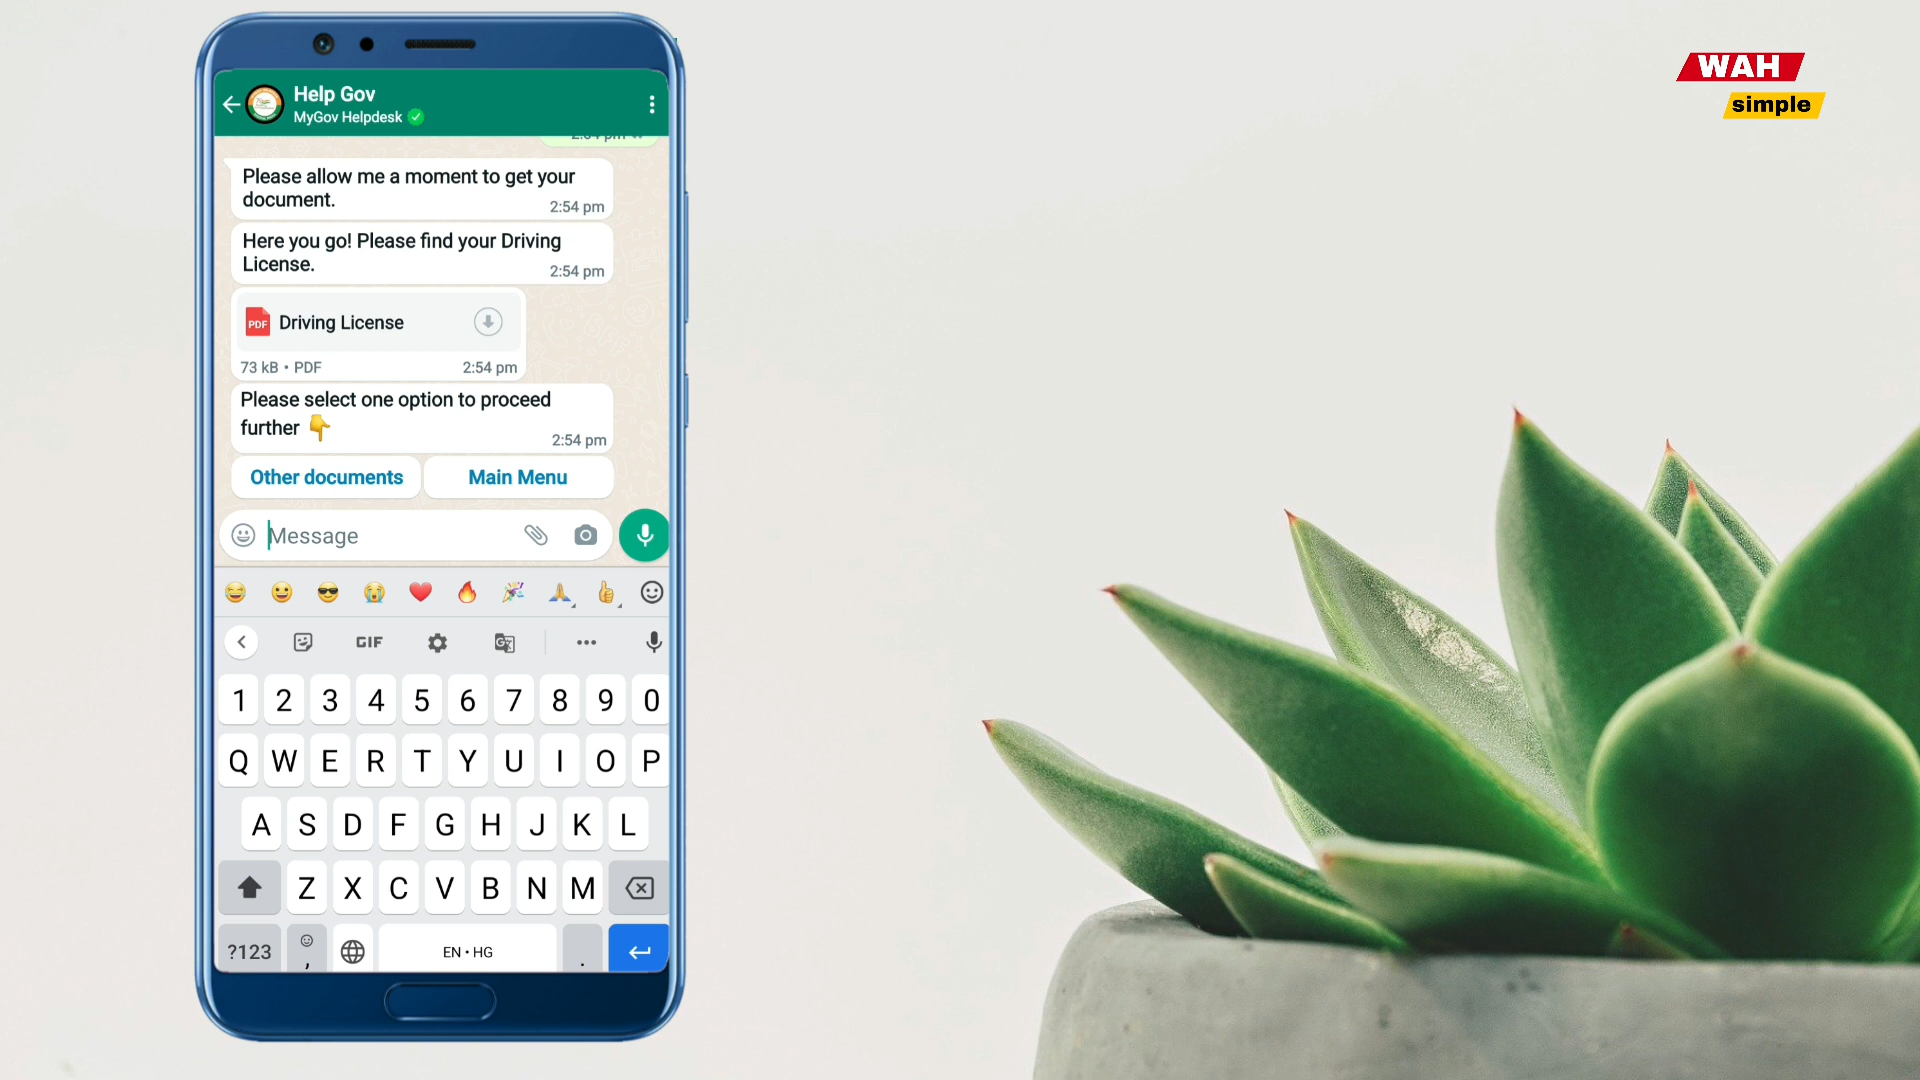 WAH
simple
Help Gov
MyGov Helpdesk
Please allow me a moment to get your
document.
2:54 pm
Here you go! Please find your Driving
License.
2:54 pm
PDF
Driving License
73 kB • PDF
2:54 pm
Please select one option to proceed
further 👇
2:54 pm
Other documents
Main Menu
Message
GIF
1 2 3 4 5 6 7 8 9 0
Q W E R T Y U I O P
A S D F G H J K L
Z X C V B N M
?123 , EN • HG .